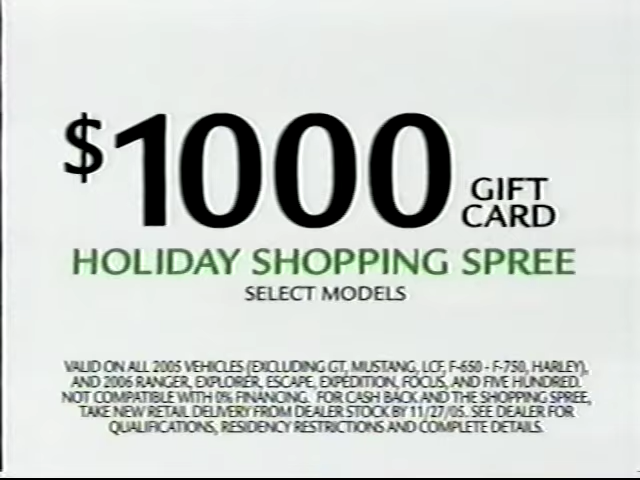 $1000 GIFT CARD
HOLIDAY SHOPPING SPREE
SELECT MODELS
VALID ON ALL 2005 VEHICLES (EXCLUDING GT, MUSTANG, LCF, F-650 - F-750, HARLEY),
AND 2006 RANGER, EXPLORER, ESCAPE, EXPEDITION, FOCUS, AND FIVE HUNDRED.
NOT COMPATIBLE WITH 0% FINANCING. FOR CASH BACK AND THE SHOPPING SPREE,
TAKE NEW RETAIL DELIVERY FROM DEALER STOCK BY 11/27/05. SEE DEALER FOR
QUALIFICATIONS, RESIDENCY RESTRICTIONS AND COMPLETE DETAILS.